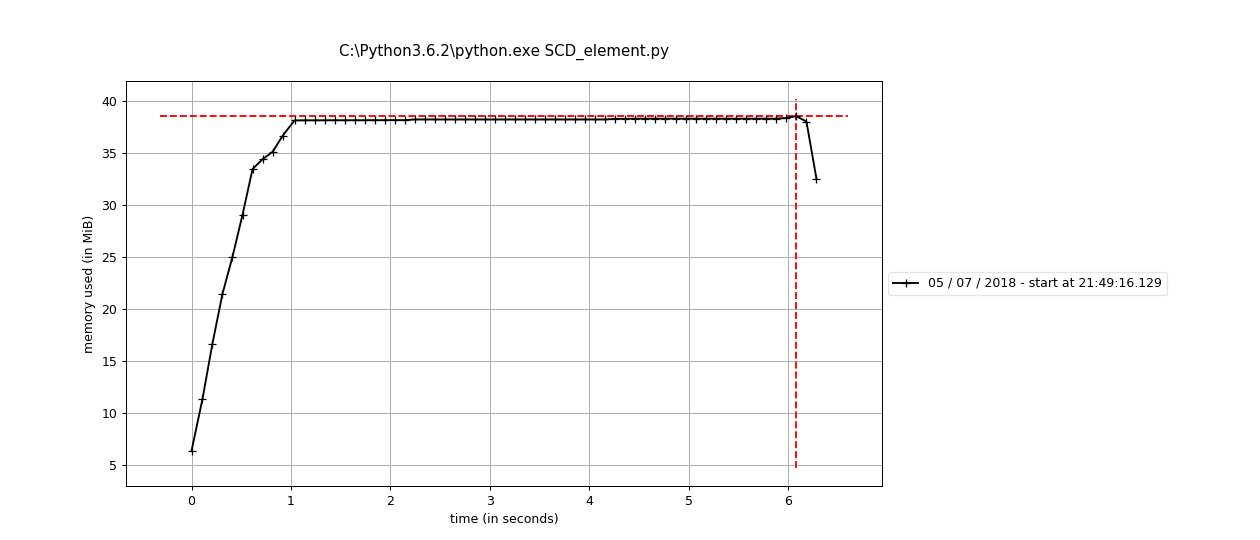 C:\Python3.6.2\python.exe SCD_element.py
memory used (in MiB)
40
35
30
25
20
15
10
5
0 1 2 3 4 5 6
time (in seconds)
05 / 07 / 2018 - start at 21:49:16.129